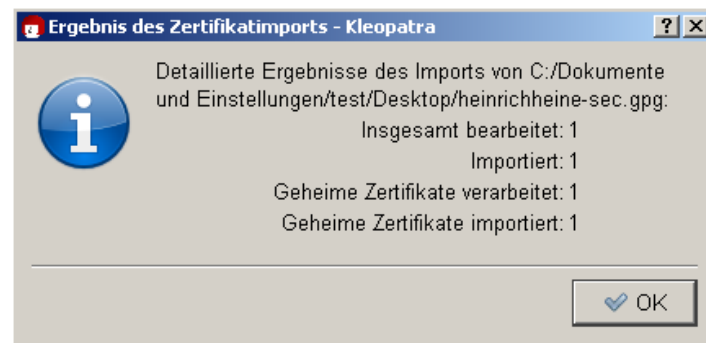 Ergebnis des Zertifikatimports - Kleopatra
Detaillierte Ergebnisse des Imports von C:/Dokumente
und Einstellungen/test/Desktop/heinrichheine-sec.gpg:
Insgesamt bearbeitet: 1
Importiert: 1
Geheime Zertifikate verarbeitet: 1
Geheime Zertifikate importiert: 1
OK